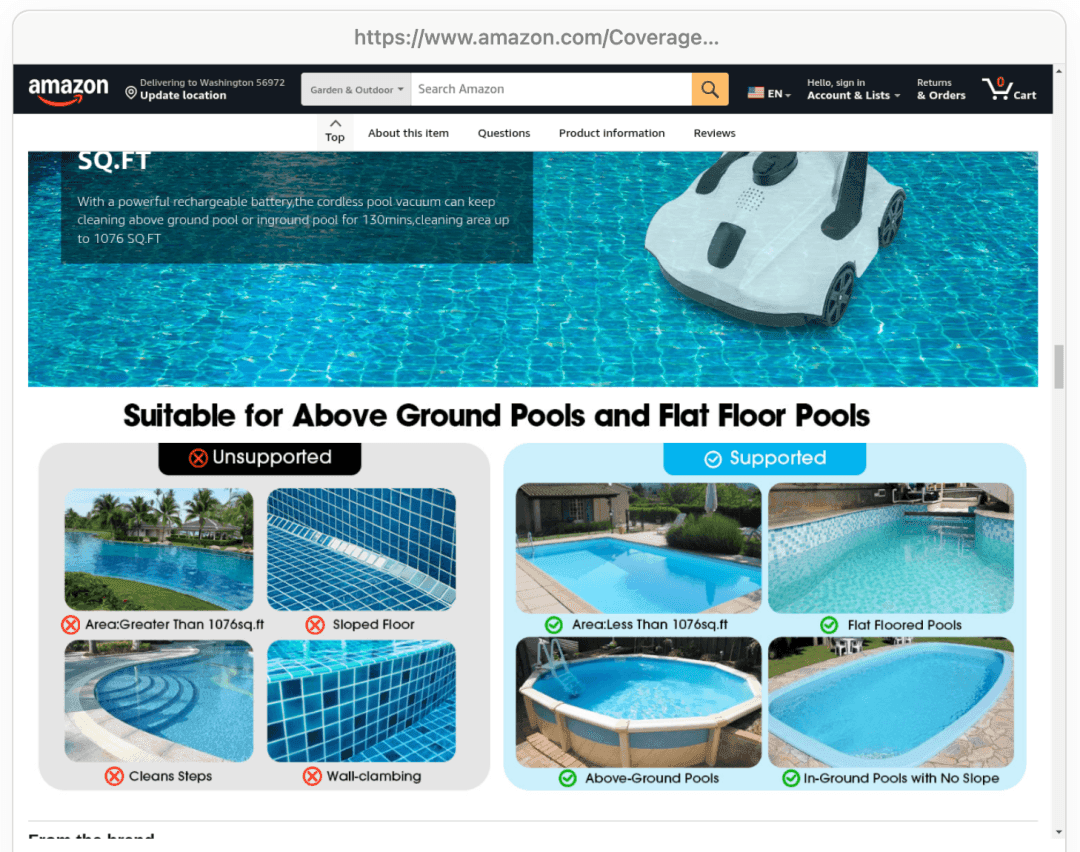 https://www.amazon.com/Coverage...
amazon
Delivering to Washington 56972
Update location
Garden & Outdoor
Search Amazon
EN
Hello, sign in
Account & Lists
Returns
& Orders
0
Cart
Top
About this item
Questions
Product information
Reviews
SQ.FT
With a powerful rechargeable battery,the cordless pool vacuum can keep
cleaning above ground pool or inground pool for 130mins,cleaning area up
to 1076 SQ.FT
Suitable for Above Ground Pools and Flat Floor Pools
Unsupported
Area:Greater Than 1076sq.ft
Sloped Floor
Cleans Steps
Wall-clambing
Supported
Area:Less Than 1076sq.ft
Flat Floored Pools
Above-Ground Pools
In-Ground Pools with No Slope
From the brand